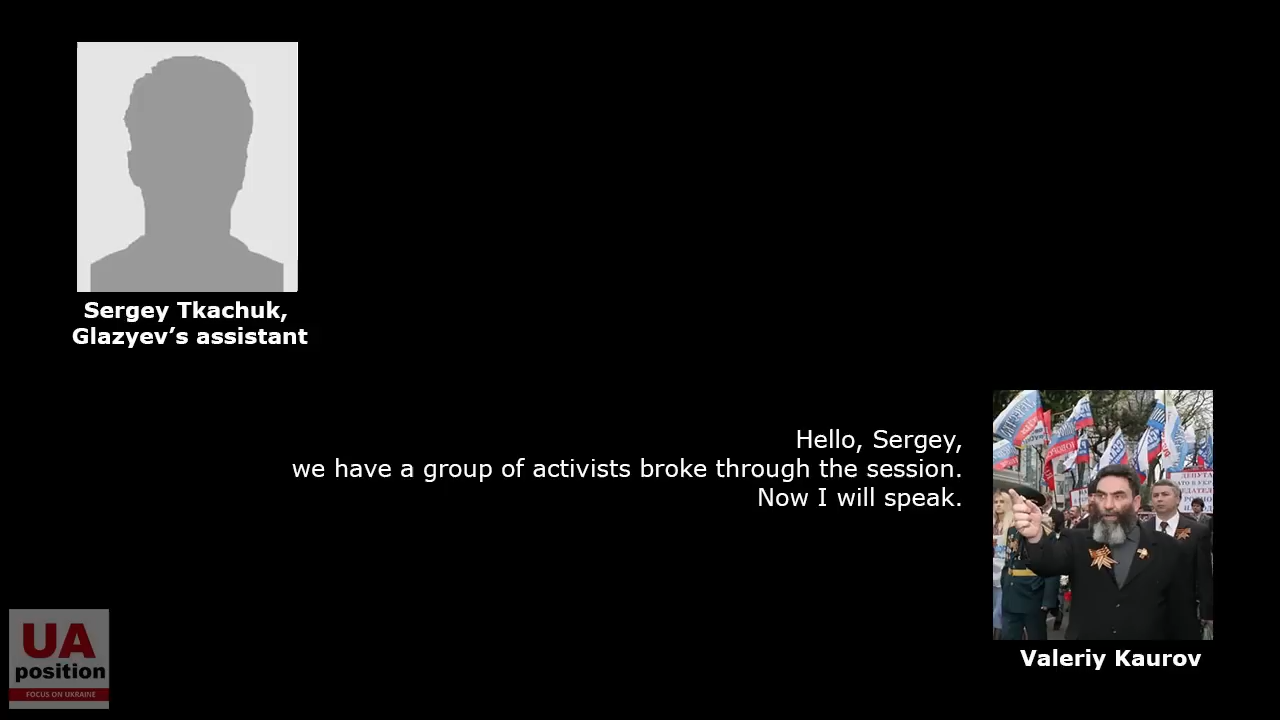 Sergey Tkachuk,
Glazyev’s assistant
Hello, Sergey,
we have a group of activists broke through the session.
Now I will speak.
Valeriy Kaurov
UA
position
FOCUS ON UKRAINE